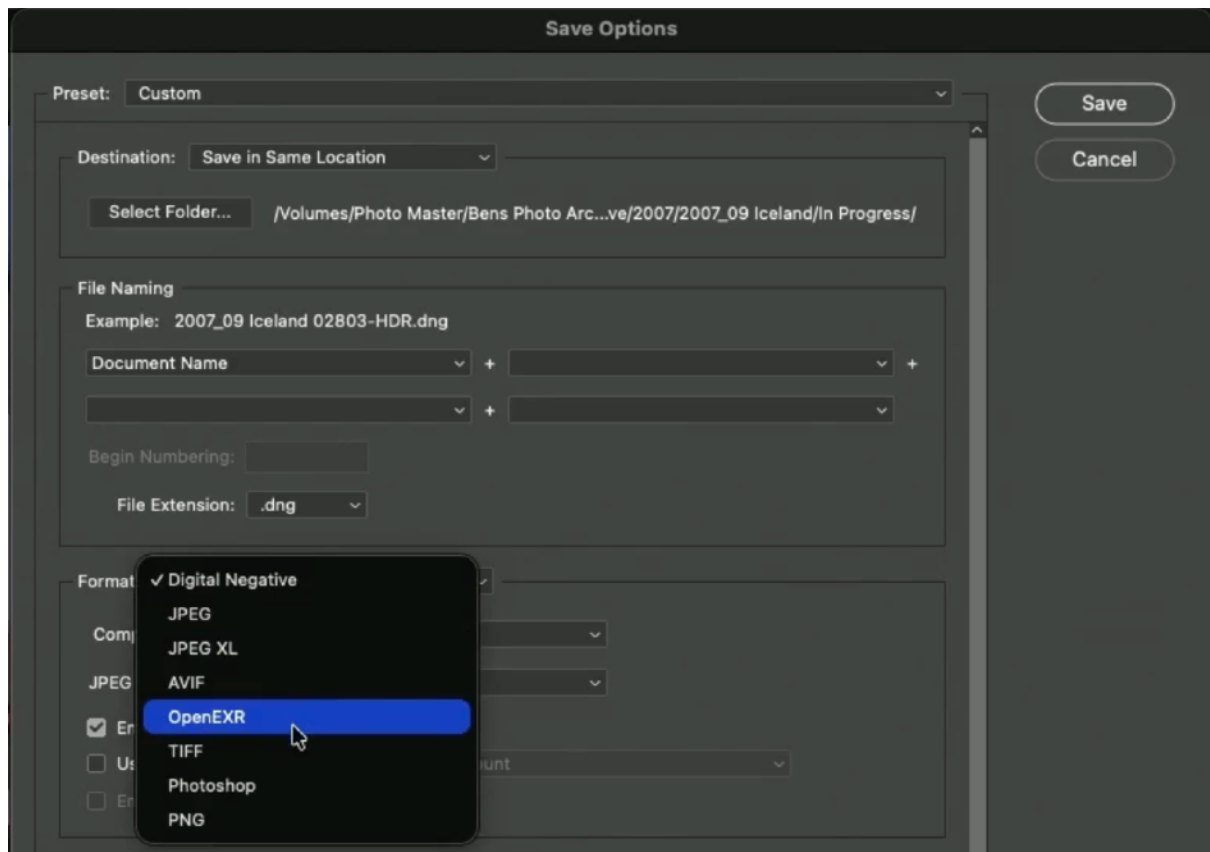 Save Options
Preset: Custom
Save
Cancel
Destination: Save in Same Location
Select Folder... /Volumes/Photo Master/Bens Photo Arc...ve/2007/2007_09 Iceland/In Progress/
File Naming
Example: 2007_09 Iceland 02803-HDR.dng
Document Name + +
+
Begin Numbering:
File Extension: .dng
Format ✓ Digital Negative
JPEG
Comp
JPEG XL
JPEG AVIF
OpenEXR
TIFF
Photoshop
PNG